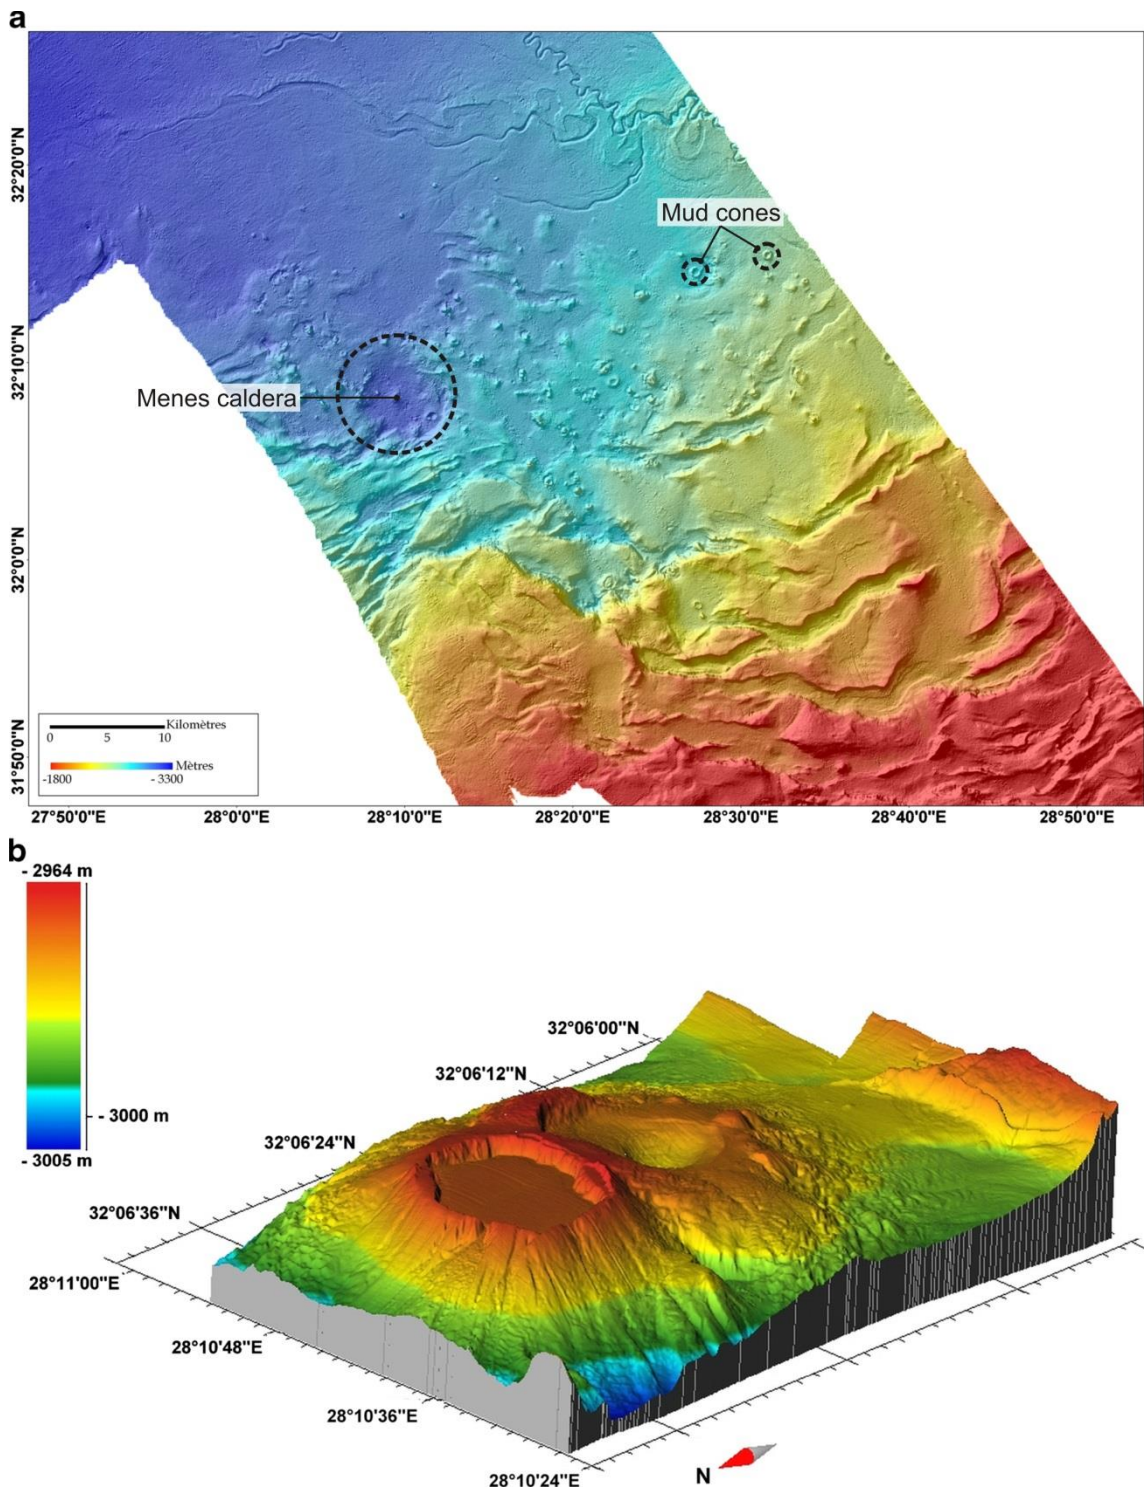 a
32°20'0"N
Mud cones
32°10'0"N
Menes caldera
32°0'0"N
31°50'0"N
Kilomètres
0 5 10
Mètres
-1800 - 3300
27°50'0"E 28°0'0"E 28°10'0"E 28°20'0"E 28°30'0"E 28°40'0"E 28°50'0"E
b
- 2964 m
- 3000 m
- 3005 m
32°06'00"N
32°06'12"N
32°06'24"N
32°06'36"N
28°11'00"E
28°10'48"E
28°10'36"E
28°10'24"E
N